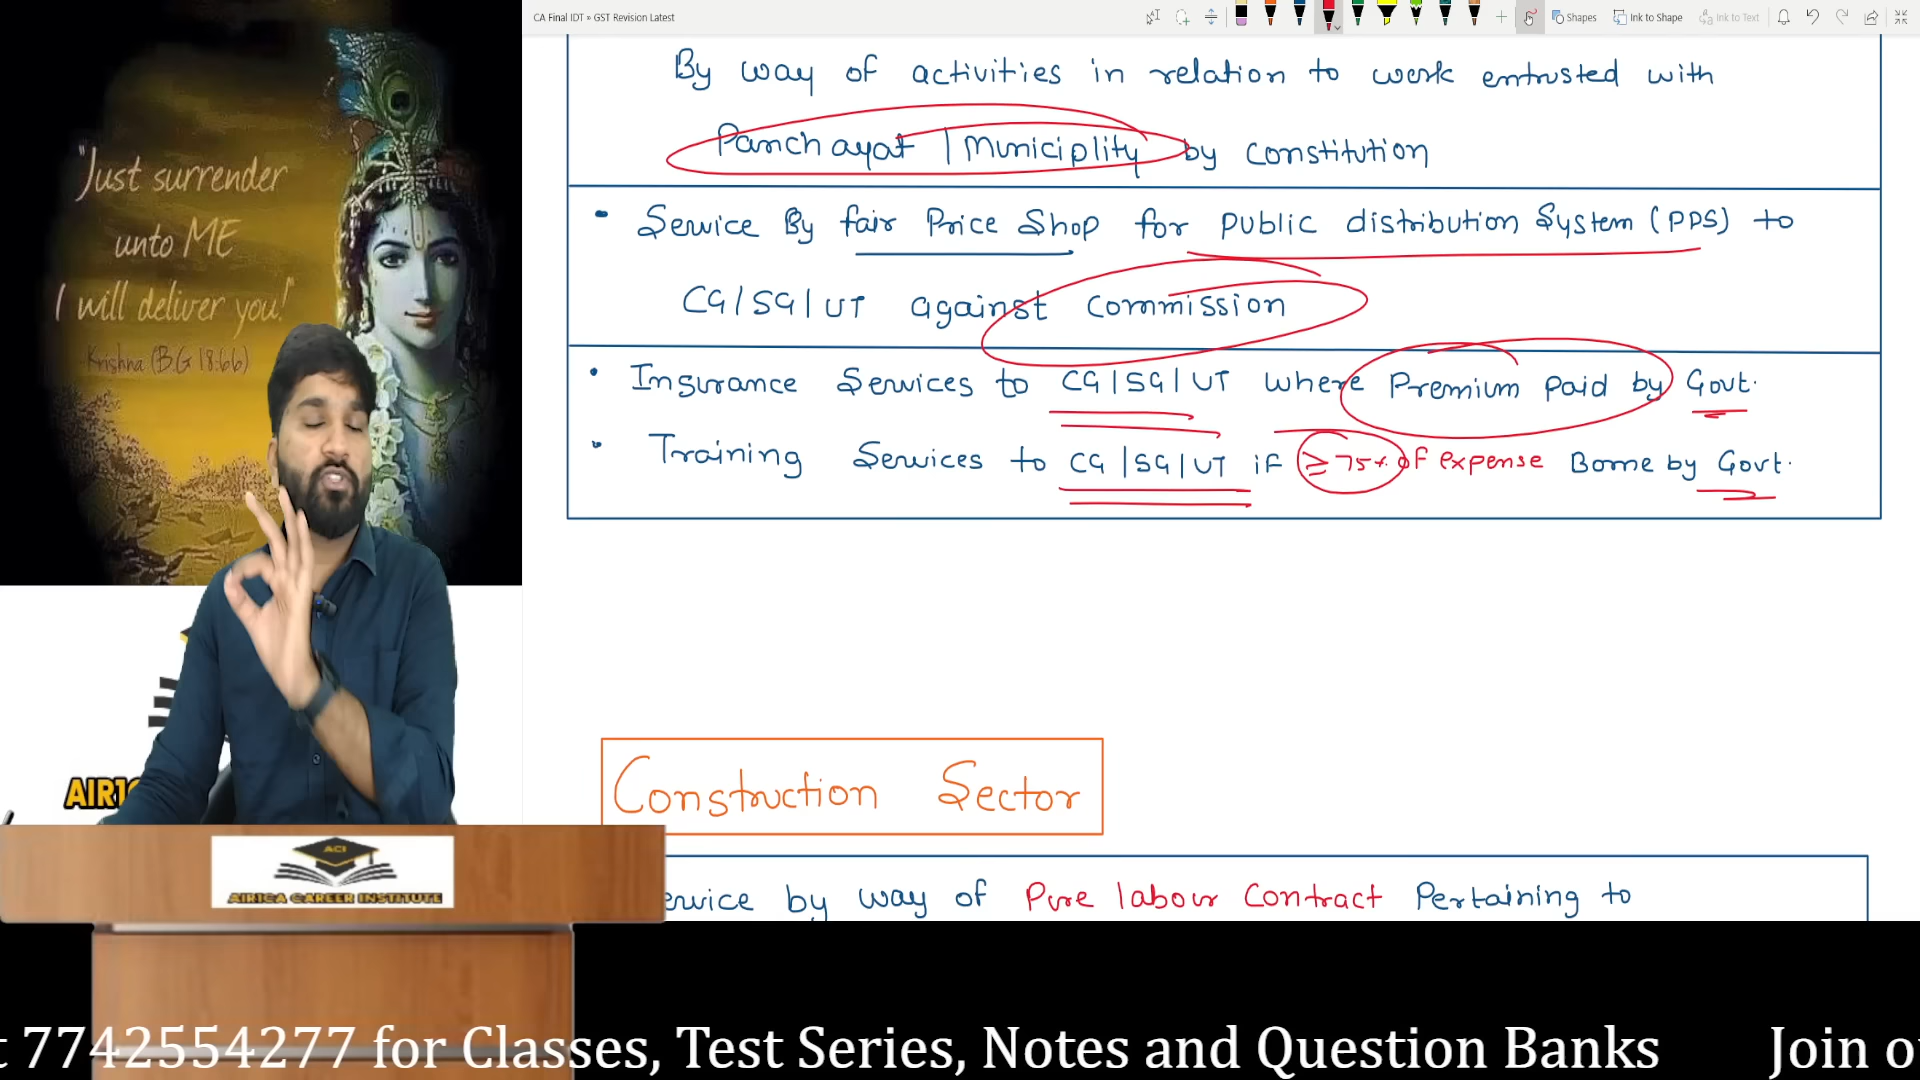 CA Final IDT » GST Revision Latest
Shapes
Ink to Shape
Ink to Text
By way of activities in relation to work entrusted with
Panchayat | Municiplity by constitution
• Service By fair Price Shop for public distribution System (PDS) to
CG/SG/UT against Commission
• Insurance Services to CG/SG/UT where Premium paid by Govt.
• Training Services to CG/SG/UT if ≥75% of expense Borne by Govt.
Construction Sector
ervice by way of Pure labour Contract Pertaining to
"Just surrender
unto ME
I will deliver you!"
Krishna (B.G 18:66)
AIR1C
ACI
AIR1CA CAREER INSTITUTE
t 7742554277 for Classes, Test Series, Notes and Question Banks
Join o